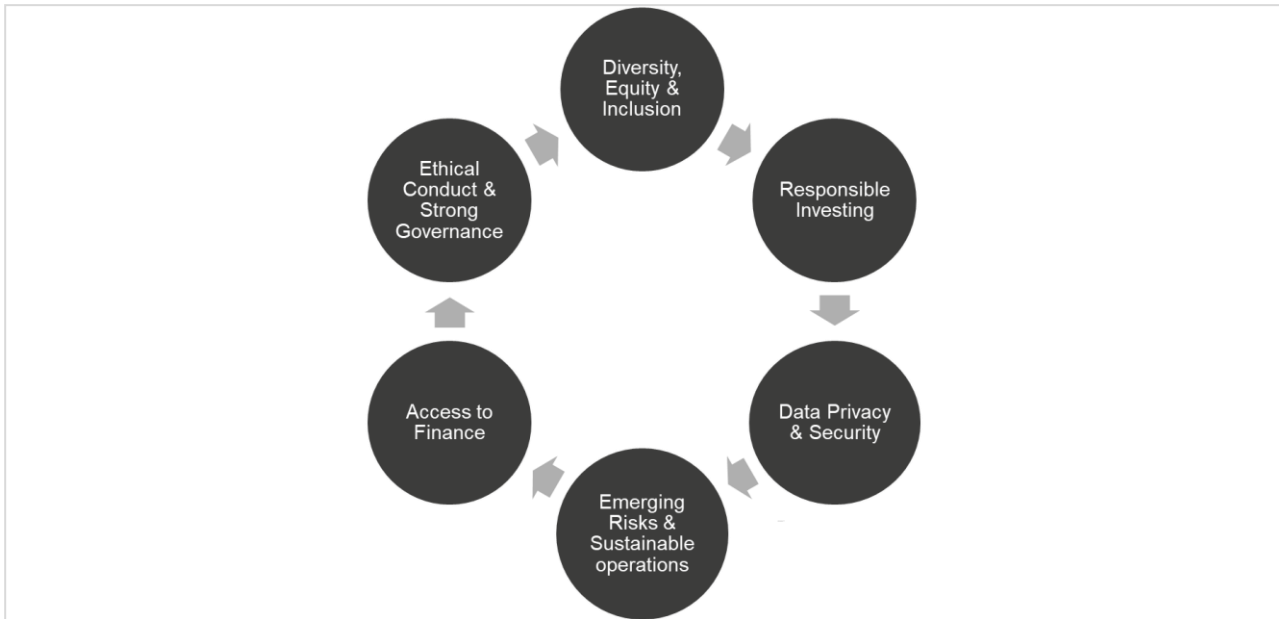 Diversity,
Equity &
Inclusion
Responsible
Investing
Data Privacy
& Security
Emerging
Risks &
Sustainable
operations
Access to
Finance
Ethical
Conduct &
Strong
Governance